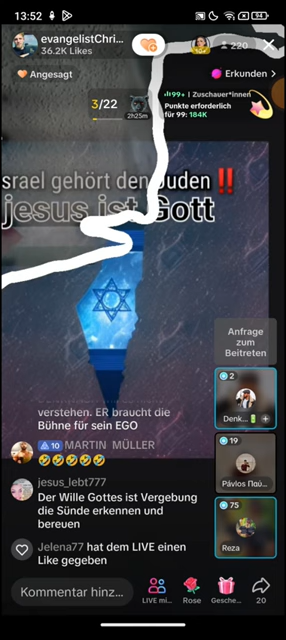 13:52
94
evangelistChri...
36.2K Likes
220
Angesagt
Erkunden >
3/22
2h25m
99+ | Zuschauer*innen
Punkte erforderlich
für 99: 184K
srael gehört den Juden !!
jesus ist Gott
Anfrage
zum
Beitreten
2
Denk...
verstehen. ER braucht die
Bühne für sein EGO
10 MARTIN MÜLLER
🤣🤣🤣🤣🤣
19
Pávlos Παύ...
jesus_lebt777
Der Wille Gottes ist Vergebung
die Sünde erkennen und
bereuen
75
Reza
Jelena77 hat dem LIVE einen
Like gegeben
Kommentar hinz...
LIVE mi...
Rose
Gesche...
20